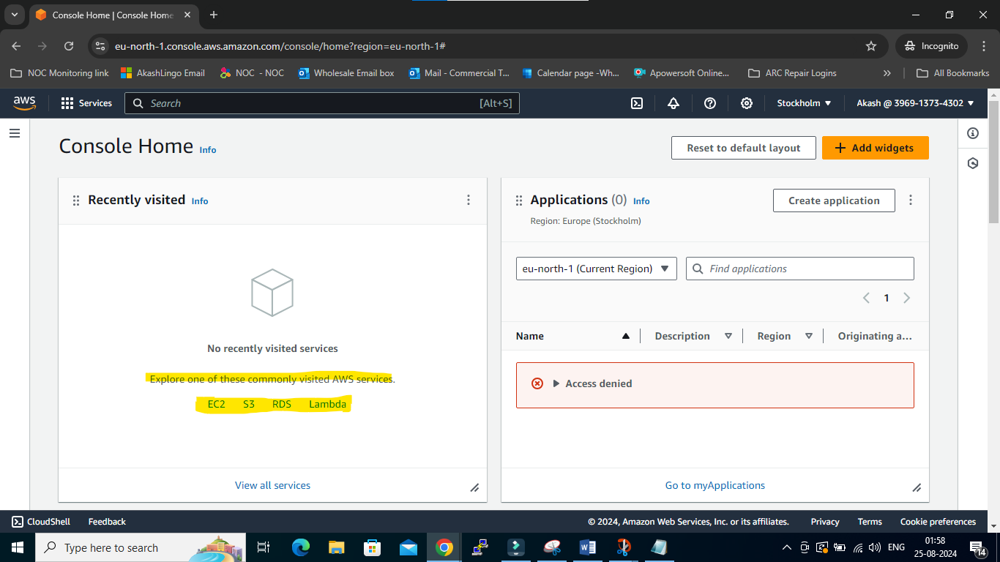 Console Home | Console Home
eu-north-1.console.aws.amazon.com/console/home?region=eu-north-1#
Incognito
NOC Monitoring link
AkashLingo Email
NOC - NOC
Wholesale Email box
Mail - Commercial T...
Calendar page -Wh...
Apowersoft Online...
ARC Repair Logins
All Bookmarks
aws
Services
Search
[Alt+S]
Stockholm
Akash @ 3969-1373-4302
Console Home Info
Reset to default layout
Add widgets
Recently visited Info
No recently visited services
Explore one of these commonly visited AWS services.
EC2 S3 RDS Lambda
View all services
Applications (0) Info
Region: Europe (Stockholm)
Create application
eu-north-1 (Current Region)
Find applications
1
Name
Description
Region
Originating a...
Access denied
Go to myApplications
CloudShell
Feedback
© 2024, Amazon Web Services, Inc. or its affiliates.
Privacy
Terms
Cookie preferences
Type here to search
ENG
01:58
25-08-2024
14